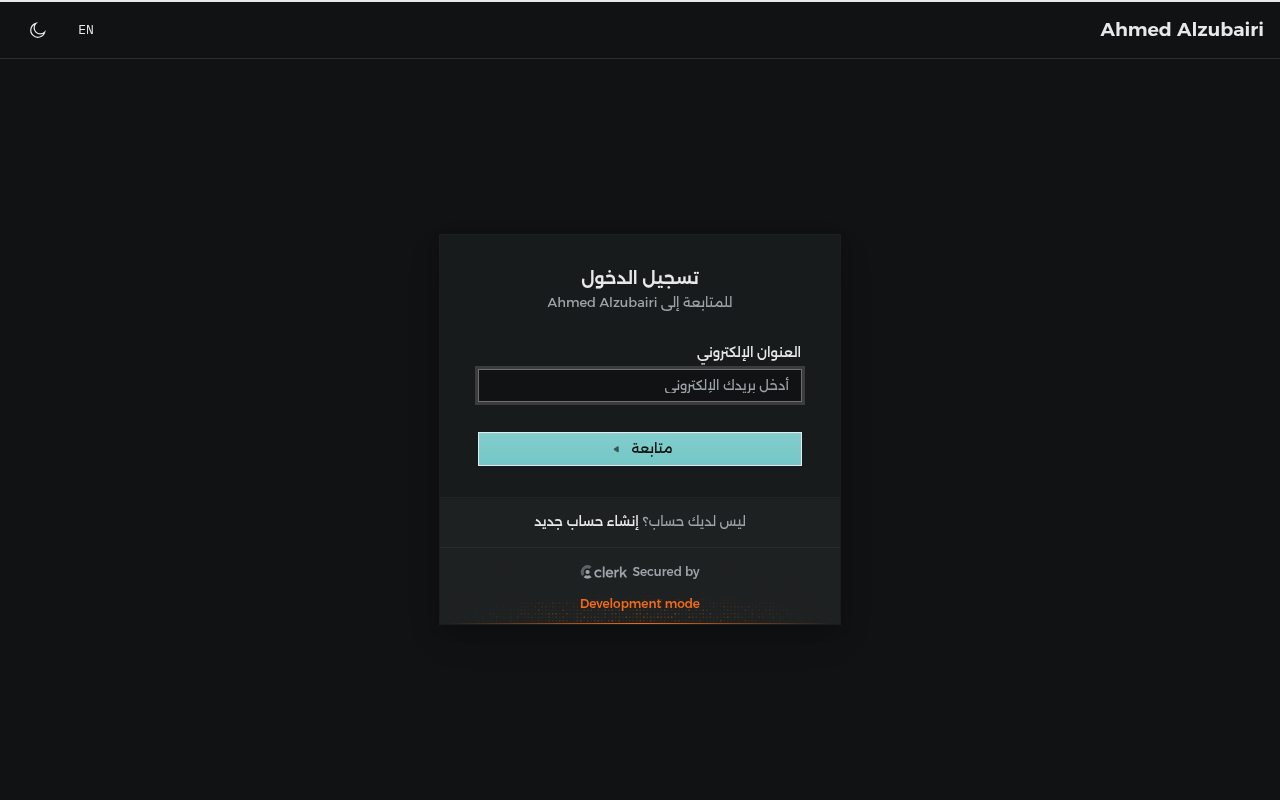 Ahmed Alzubairi
EN
تسجيل الدخول
للمتابعة إلى Ahmed Alzubairi
العنوان الإلكتروني
أدخل بريدك الإلكتروني
متابعة
ليس لديك حساب؟ إنشاء حساب جديد
Secured by clerk
Development mode